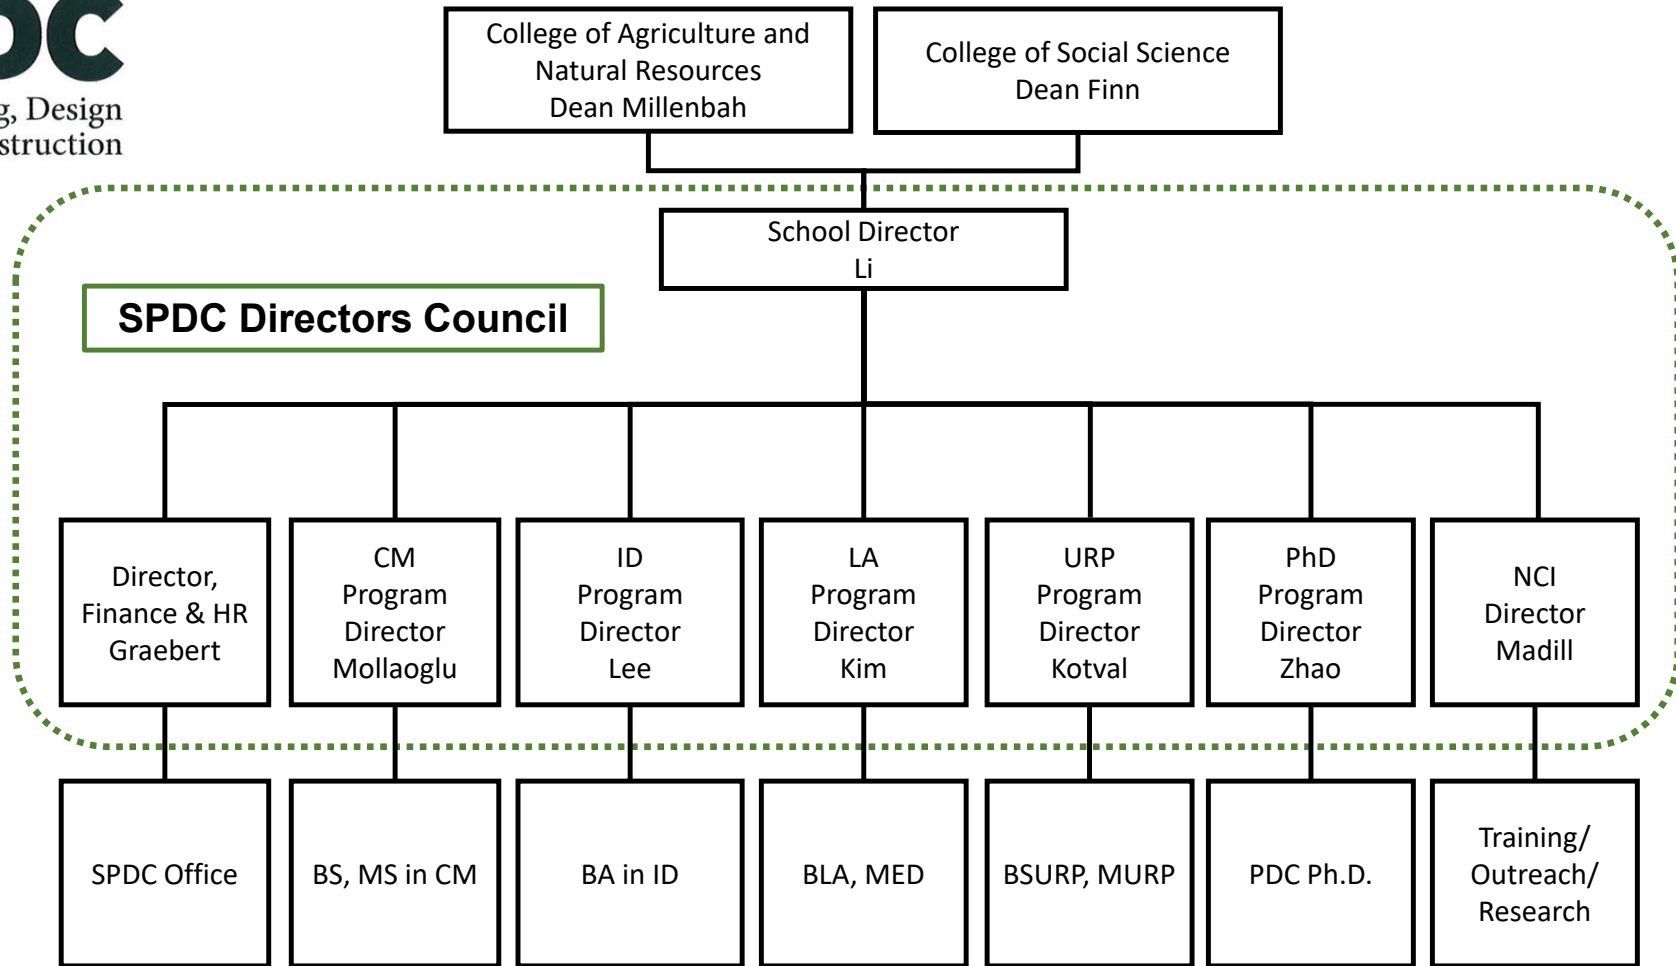 DC
g, Design
struction
College of Agriculture and
Natural Resources
Dean Millenbah
College of Social Science
Dean Finn
School Director
Li
SPDC Directors Council
Director,
Finance & HR
Graebert
CM
Program
Director
Mollaoglu
ID
Program
Director
Lee
LA
Program
Director
Kim
URP
Program
Director
Kotval
PhD
Program
Director
Zhao
NCI
Director
Madill
SPDC Office
BS, MS in CM
BA in ID
BLA, MED
BSURP, MURP
PDC Ph.D.
Training/
Outreach/
Research